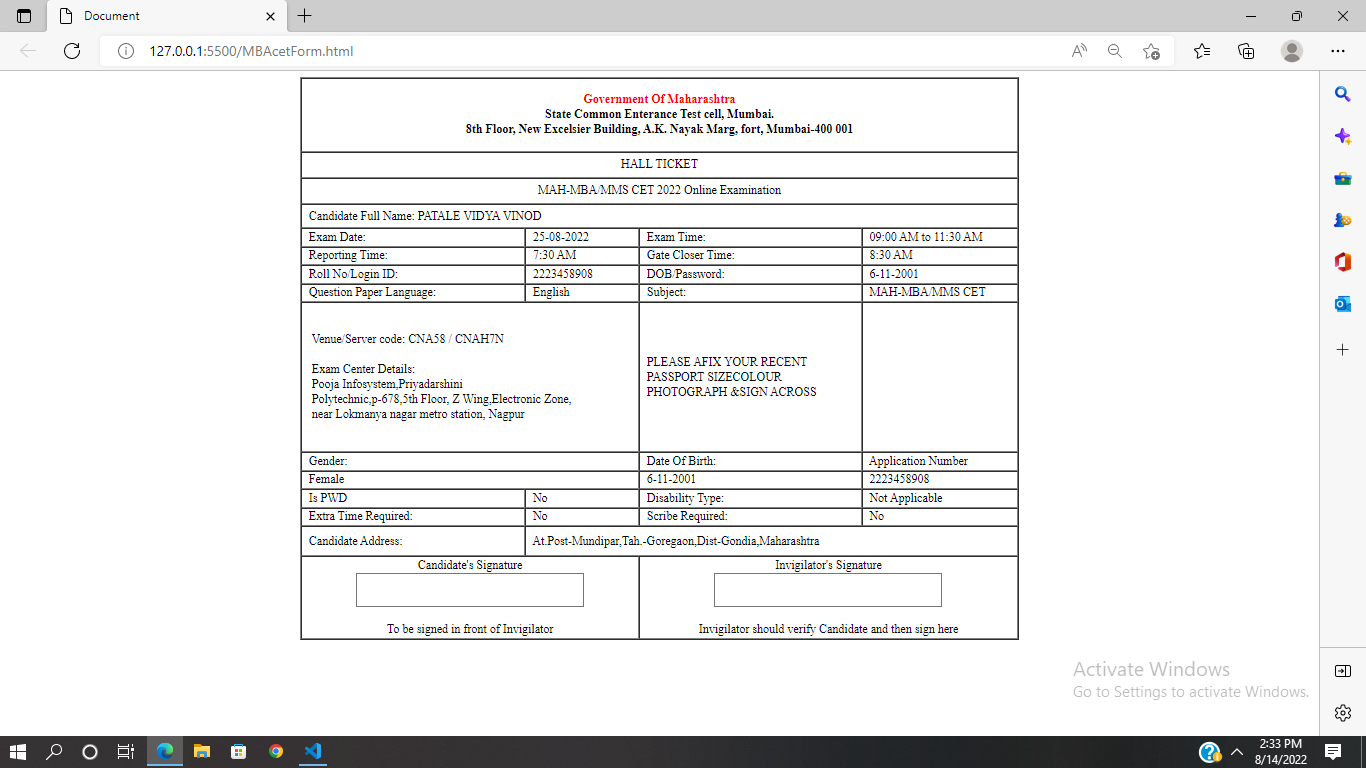 Document
127.0.0.1:5500/MBAcetForm.html
Government Of Maharashtra
State Common Enterance Test cell, Mumbai.
8th Floor, New Excelsier Building, A.K. Nayak Marg, fort, Mumbai-400 001
HALL TICKET
MAH-MBA/MMS CET 2022 Online Examination
Candidate Full Name: PATALE VIDYA VINOD
Exam Date: 25-08-2022 Exam Time: 09:00 AM to 11:30 AM
Reporting Time: 7:30 AM Gate Closer Time: 8:30 AM
Roll No/Login ID: 2223458908 DOB/Password: 6-11-2001
Question Paper Language: English Subject: MAH-MBA/MMS CET
Venue/Server code: CNA58 / CNAH7N
Exam Center Details:
Pooja Infosystem,Priyadarshini
Polytechnic,p-678,5th Floor, Z Wing,Electronic Zone,
near Lokmanya nagar metro station, Nagpur
PLEASE AFIX YOUR RECENT
PASSPORT SIZECOLOUR
PHOTOGRAPH &SIGN ACROSS
Gender: Date Of Birth: Application Number
Female 6-11-2001 2223458908
Is PWD No Disability Type: Not Applicable
Extra Time Required: No Scribe Required: No
Candidate Address: At.Post-Mundipar,Tah.-Goregaon,Dist-Gondia,Maharashtra
Candidate's Signature Invigilator's Signature
To be signed in front of Invigilator Invigilator should verify Candidate and then sign here
Activate Windows
Go to Settings to activate Windows.
2:33 PM
8/14/2022